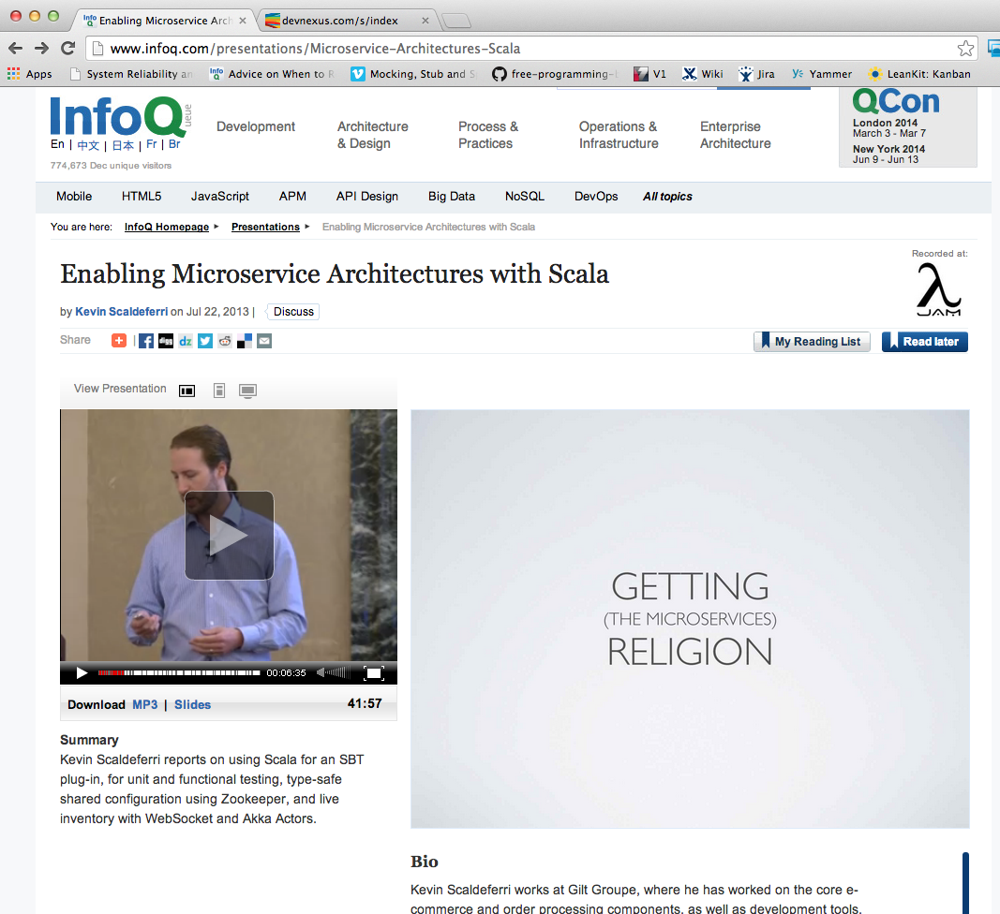 Enabling Microservice Arch
devnexus.com/s/index
www.infoq.com/presentations/Microservice-Architectures-Scala
Apps
System Reliability an
Advice on When to R
Mocking, Stub and S
free-programming-
V1
Wiki
Jira
Yammer
LeanKit: Kanban
InfoQ
ueue
En | 中文 | 日本 | Fr | Br
774,673 Dec unique visitors
Development
Architecture
& Design
Process &
Practices
Operations &
Infrastructure
Enterprise
Architecture
QCon
London 2014
March 3 - Mar 7
New York 2014
Jun 9 - Jun 13
Mobile HTML5 JavaScript APM API Design Big Data NoSQL DevOps All topics
You are here: InfoQ Homepage ▸ Presentations ▸ Enabling Microservice Architectures with Scala
Recorded at:
λ
JAM
Enabling Microservice Architectures with Scala
by Kevin Scaldeferri on Jul 22, 2013 | Discuss
Share
digg
dz
My Reading List
Read later
View Presentation
00:06:35
Download MP3 | Slides 41:57
GETTING
(THE MICROSERVICES)
RELIGION
Summary
Kevin Scaldeferri reports on using Scala for an SBT
plug-in, for unit and functional testing, type-safe
shared configuration using Zookeeper, and live
inventory with WebSocket and Akka Actors.
Bio
Kevin Scaldeferri works at Gilt Groupe, where he has worked on the core e-
commerce and order processing components, as well as development tools.